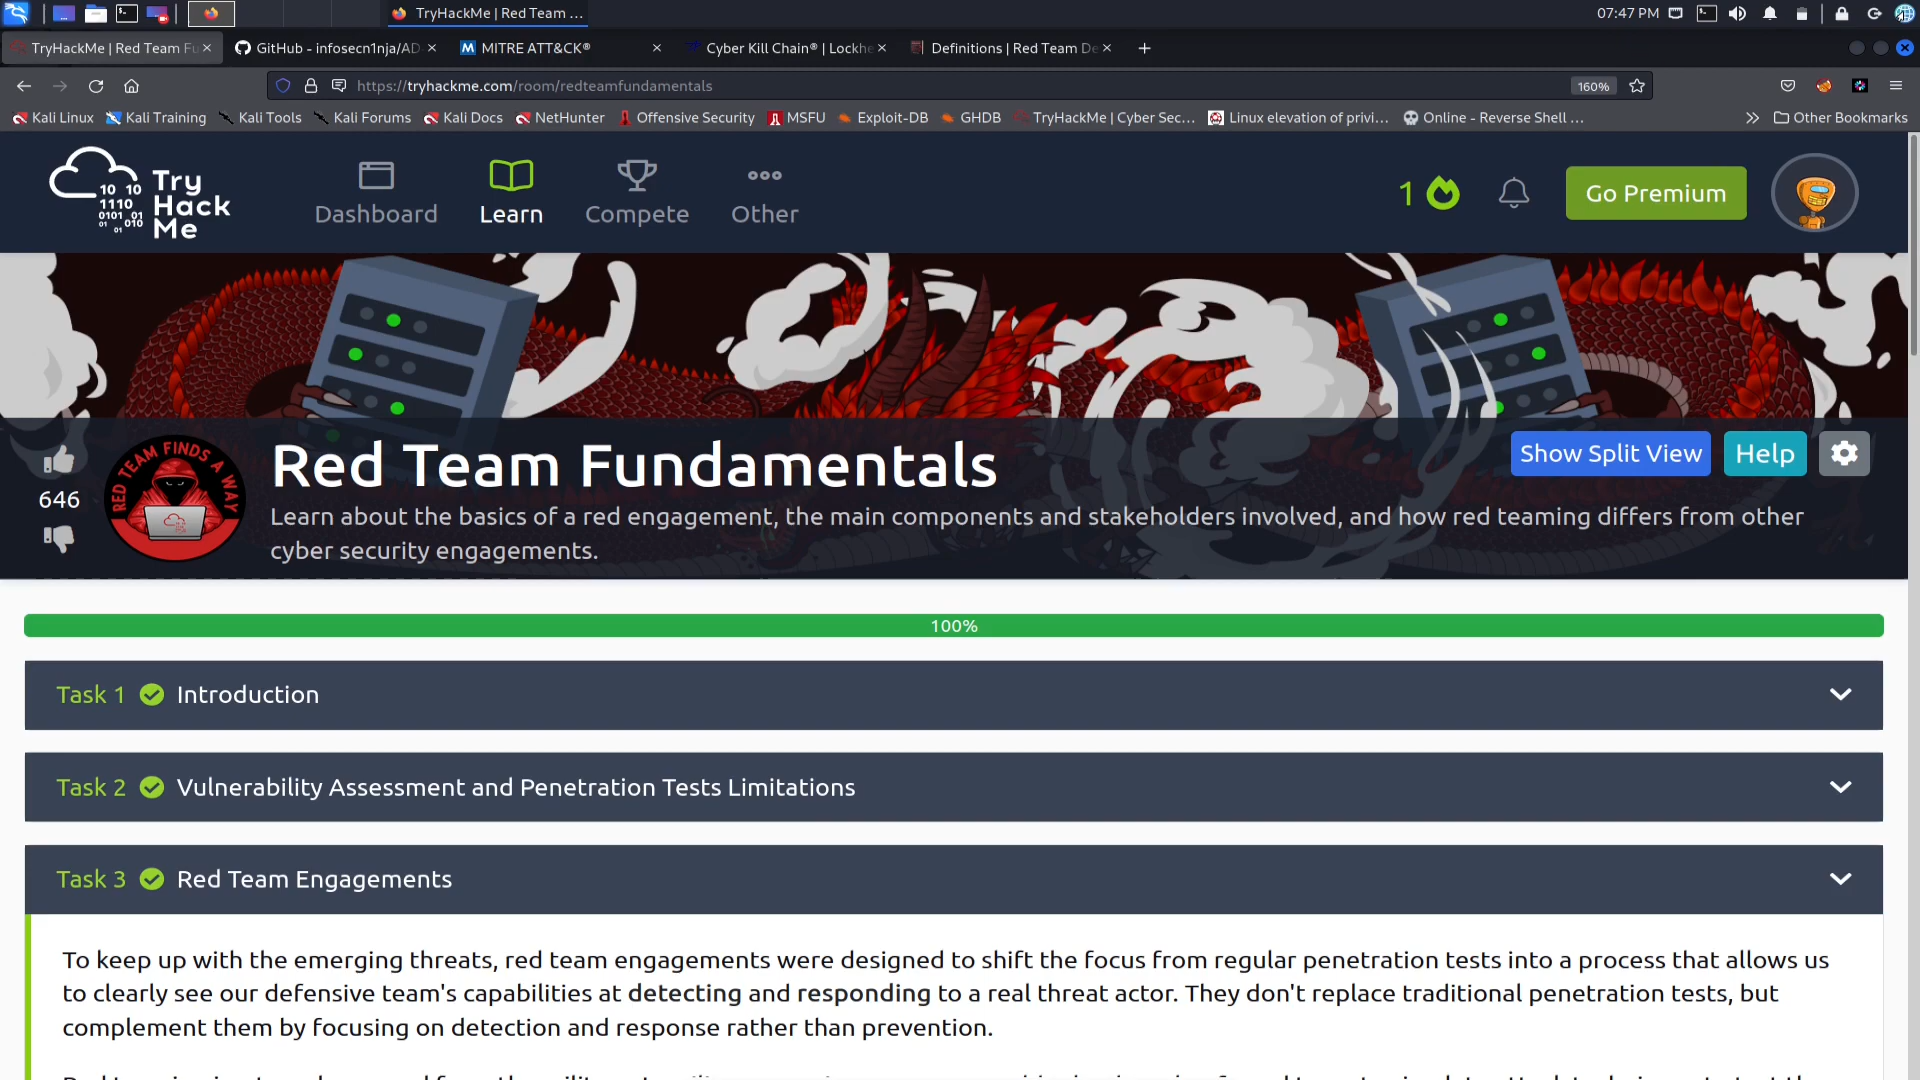 TryHackMe | Red Team ...
07:47 PM
TryHackMe | Red Team Fu
GitHub - infosecn1nja/AD
MITRE ATT&CK®
Cyber Kill Chain® | Lockhe
Definitions | Red Team De
https://tryhackme.com/room/redteamfundamentals
160%
Kali Linux
Kali Training
Kali Tools
Kali Forums
Kali Docs
NetHunter
Offensive Security
MSFU
Exploit-DB
GHDB
TryHackMe | Cyber Sec...
Linux elevation of privi...
Online - Reverse Shell ...
Other Bookmarks
10 10
1110
0101 01
01 01 010
Try
Hack
Me
Dashboard
Learn
Compete
Other
1
Go Premium
646
RED TEAM FINDS A WAY
Red Team Fundamentals
Learn about the basics of a red engagement, the main components and stakeholders involved, and how red teaming differs from other
cyber security engagements.
Show Split View
Help
100%
Task 1 Introduction
Task 2 Vulnerability Assessment and Penetration Tests Limitations
Task 3 Red Team Engagements
To keep up with the emerging threats, red team engagements were designed to shift the focus from regular penetration tests into a process that allows us
to clearly see our defensive team's capabilities at detecting and responding to a real threat actor. They don't replace traditional penetration tests, but
complement them by focusing on detection and response rather than prevention.